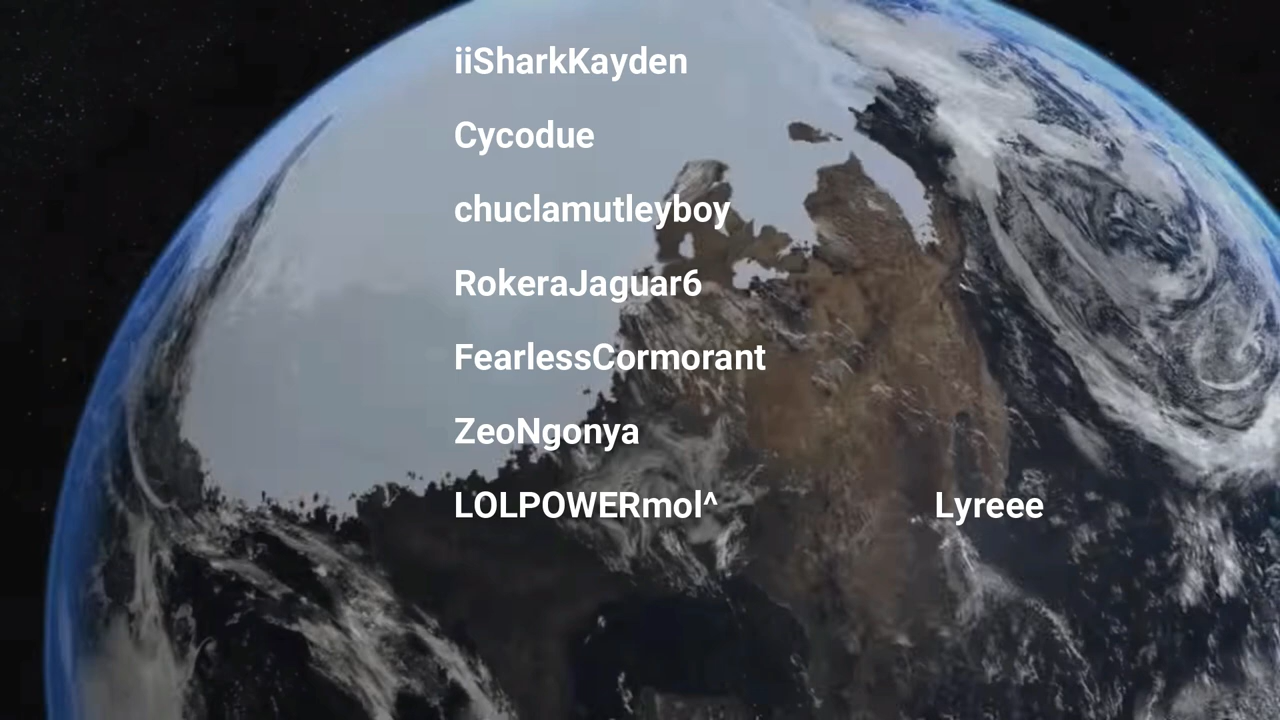 iiSharkKayden
Cycodue
chuclamutleyboy
RokeraJaguar6
FearlessCormorant
ZeoNgonya
LOLPOWERmol^ Lyreee